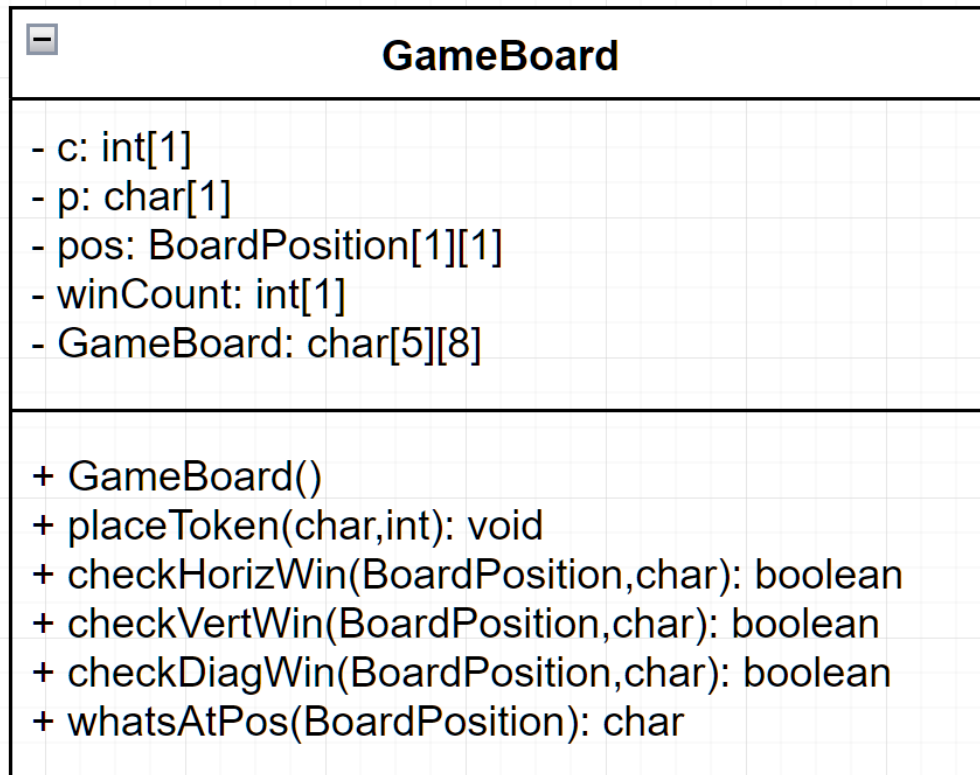 GameBoard
- c: int[1]
- p: char[1]
- pos: BoardPosition[1][1]
- winCount: int[1]
- GameBoard: char[5][8]
+ GameBoard()
+ placeToken(char,int): void
+ checkHorizWin(BoardPosition,char): boolean
+ checkVertWin(BoardPosition,char): boolean
+ checkDiagWin(BoardPosition,char): boolean
+ whatsAtPos(BoardPosition): char